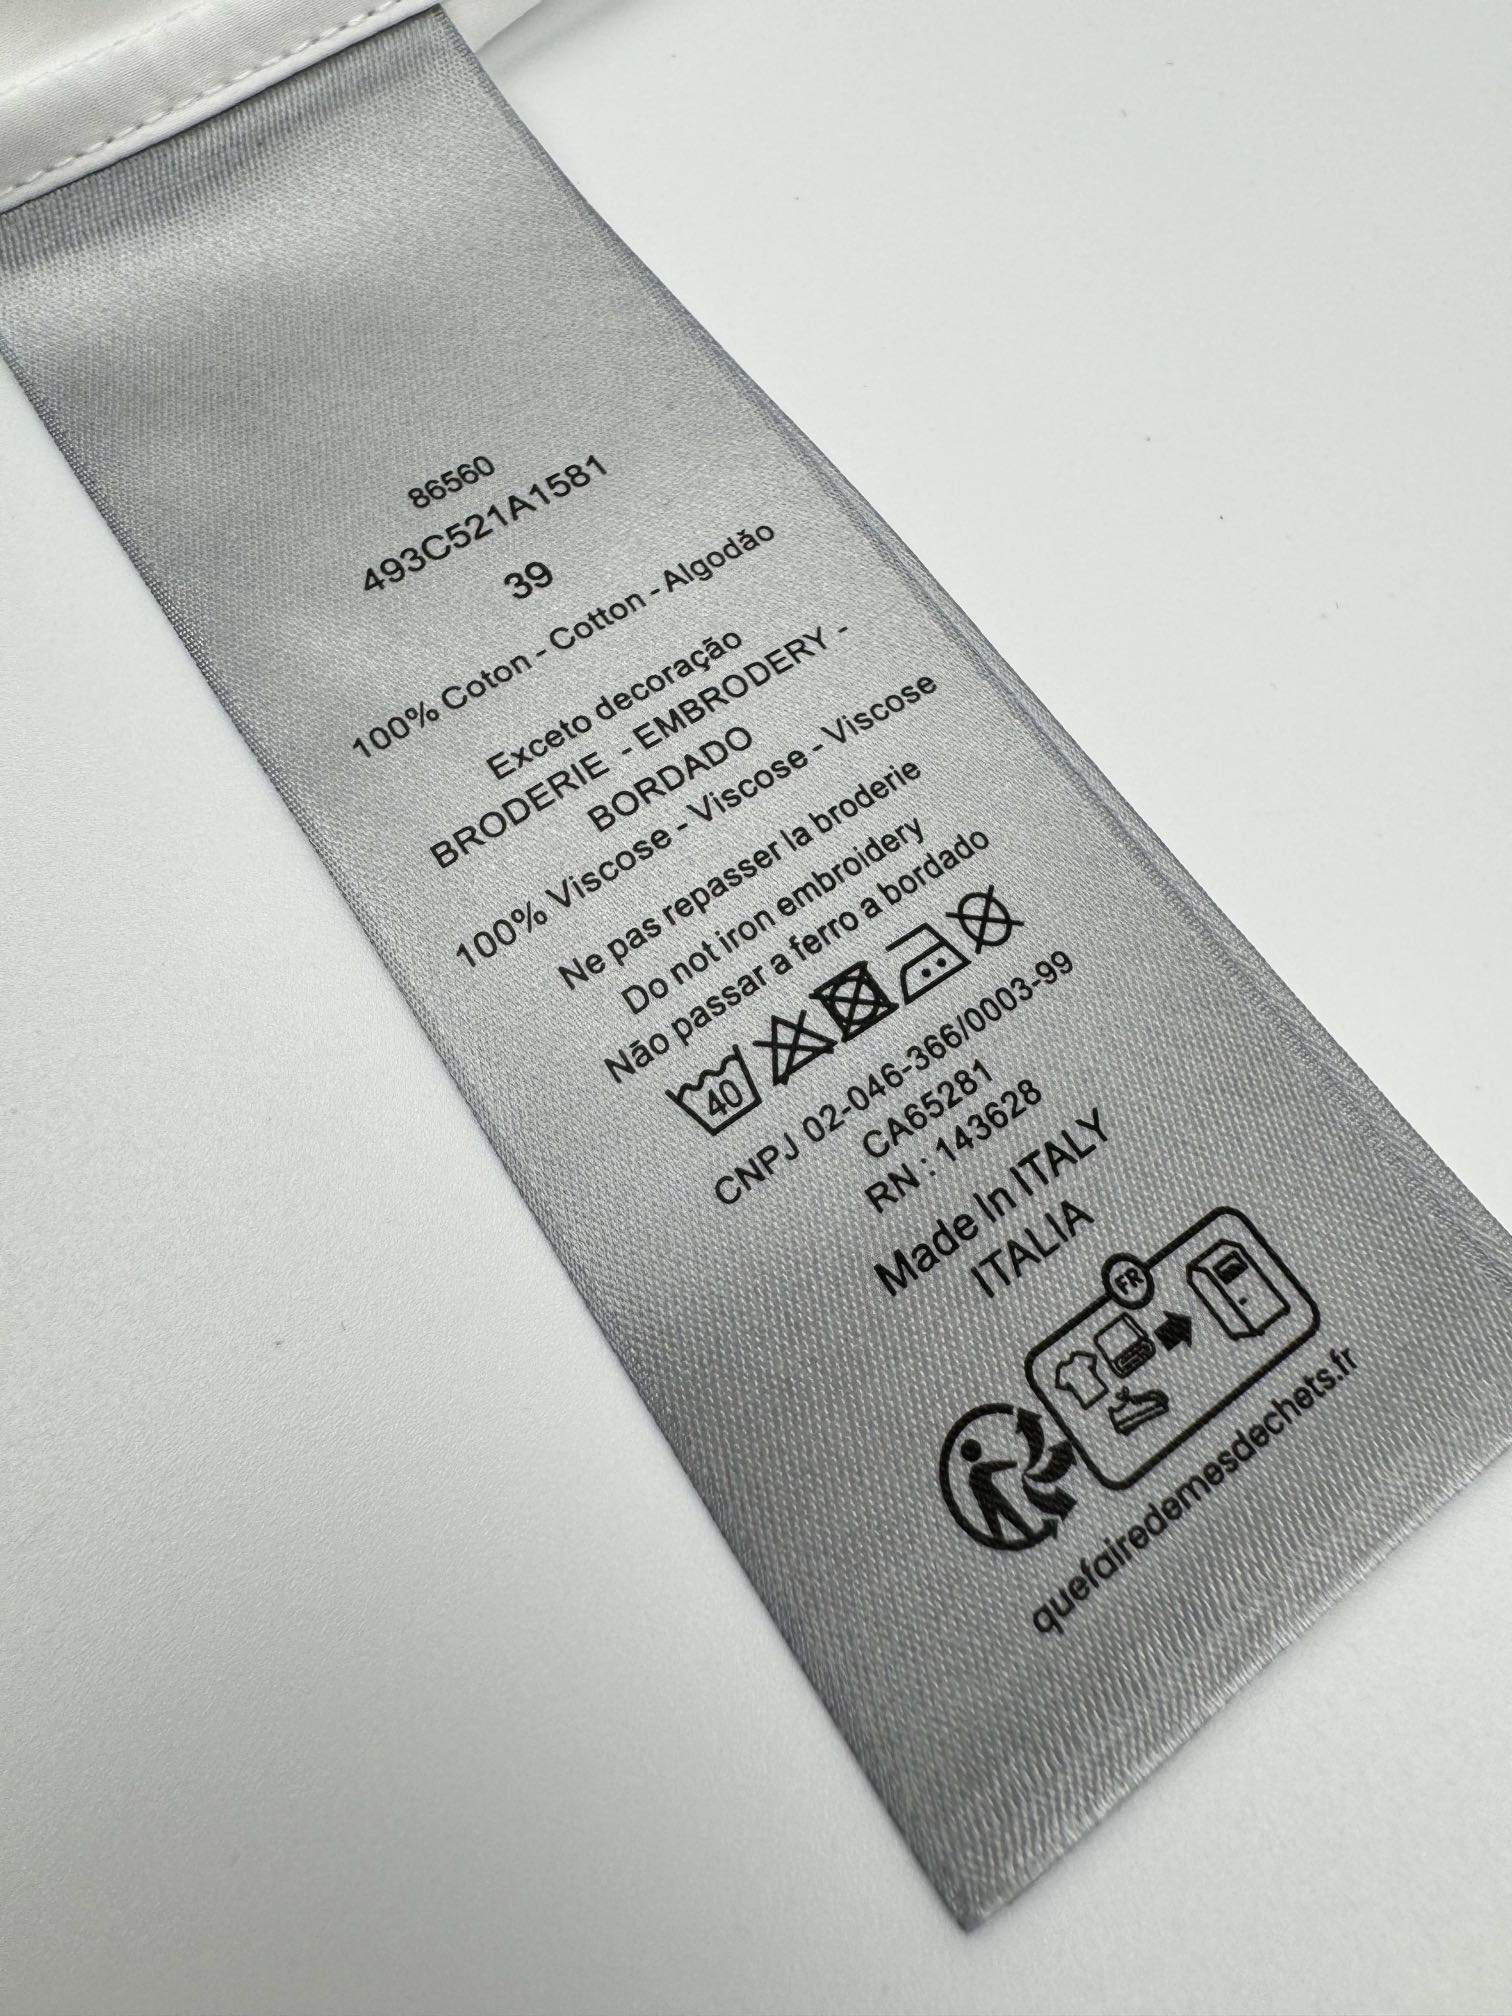 86560
493C521A1581
39
100% Coton - Cotton - Algodão
Exceto decoração
BRODERIE - EMBRODERY -
BORDADO
100% Viscose - Viscose - Viscose
Ne pas repasser la broderie
Do not iron embroidery
Não passar a ferro a bordado
40
CNPJ 02-046-366/0003-99
CA65281
RN : 143628
Made In ITALY
ITALIA
FR
quefairedemesdechets.fr